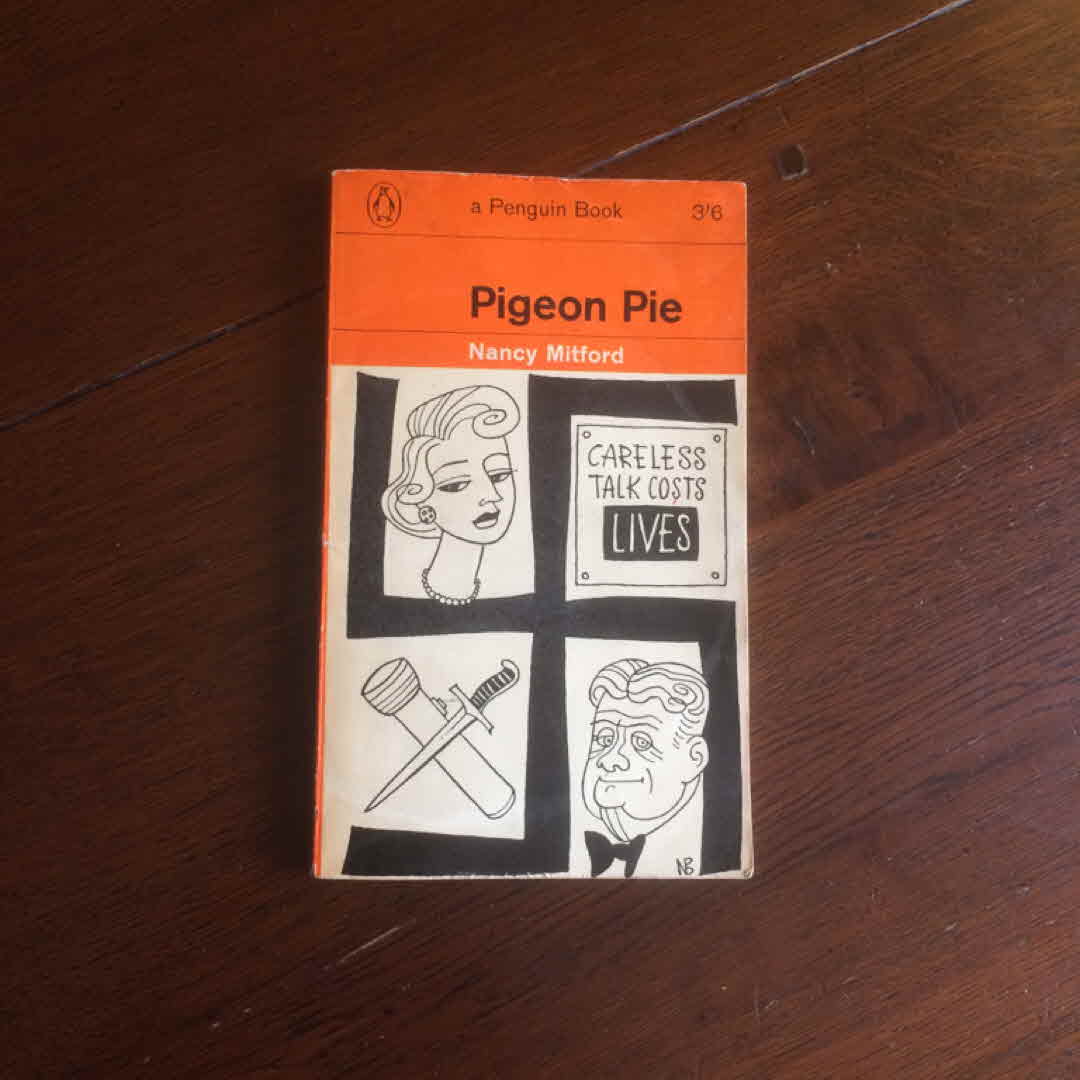 a Penguin Book 3'6
Pigeon Pie
Nancy Mitford
CARELESS
TALK COSTS
LIVES
NB